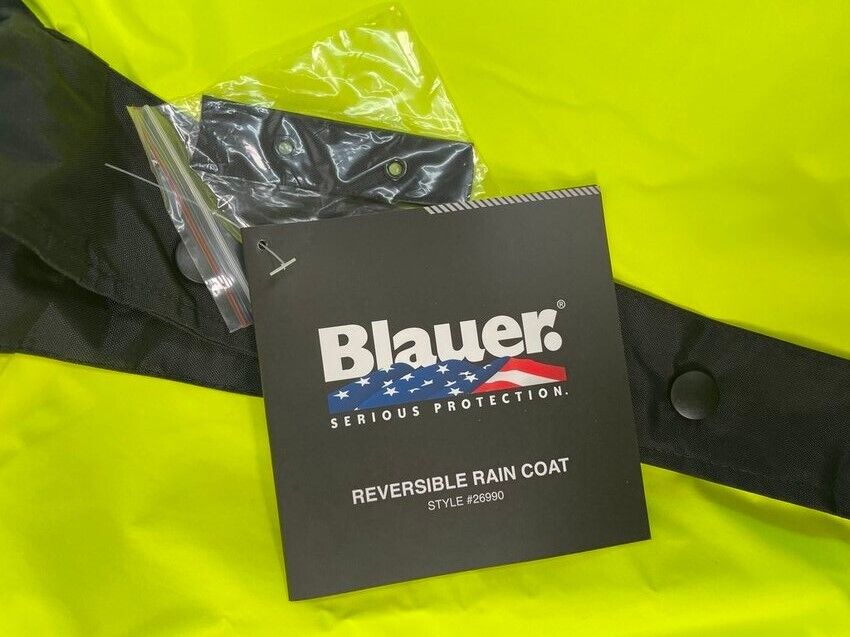 Blauer.®
SERIOUS PROTECTION.
REVERSIBLE RAIN COAT
STYLE #26990